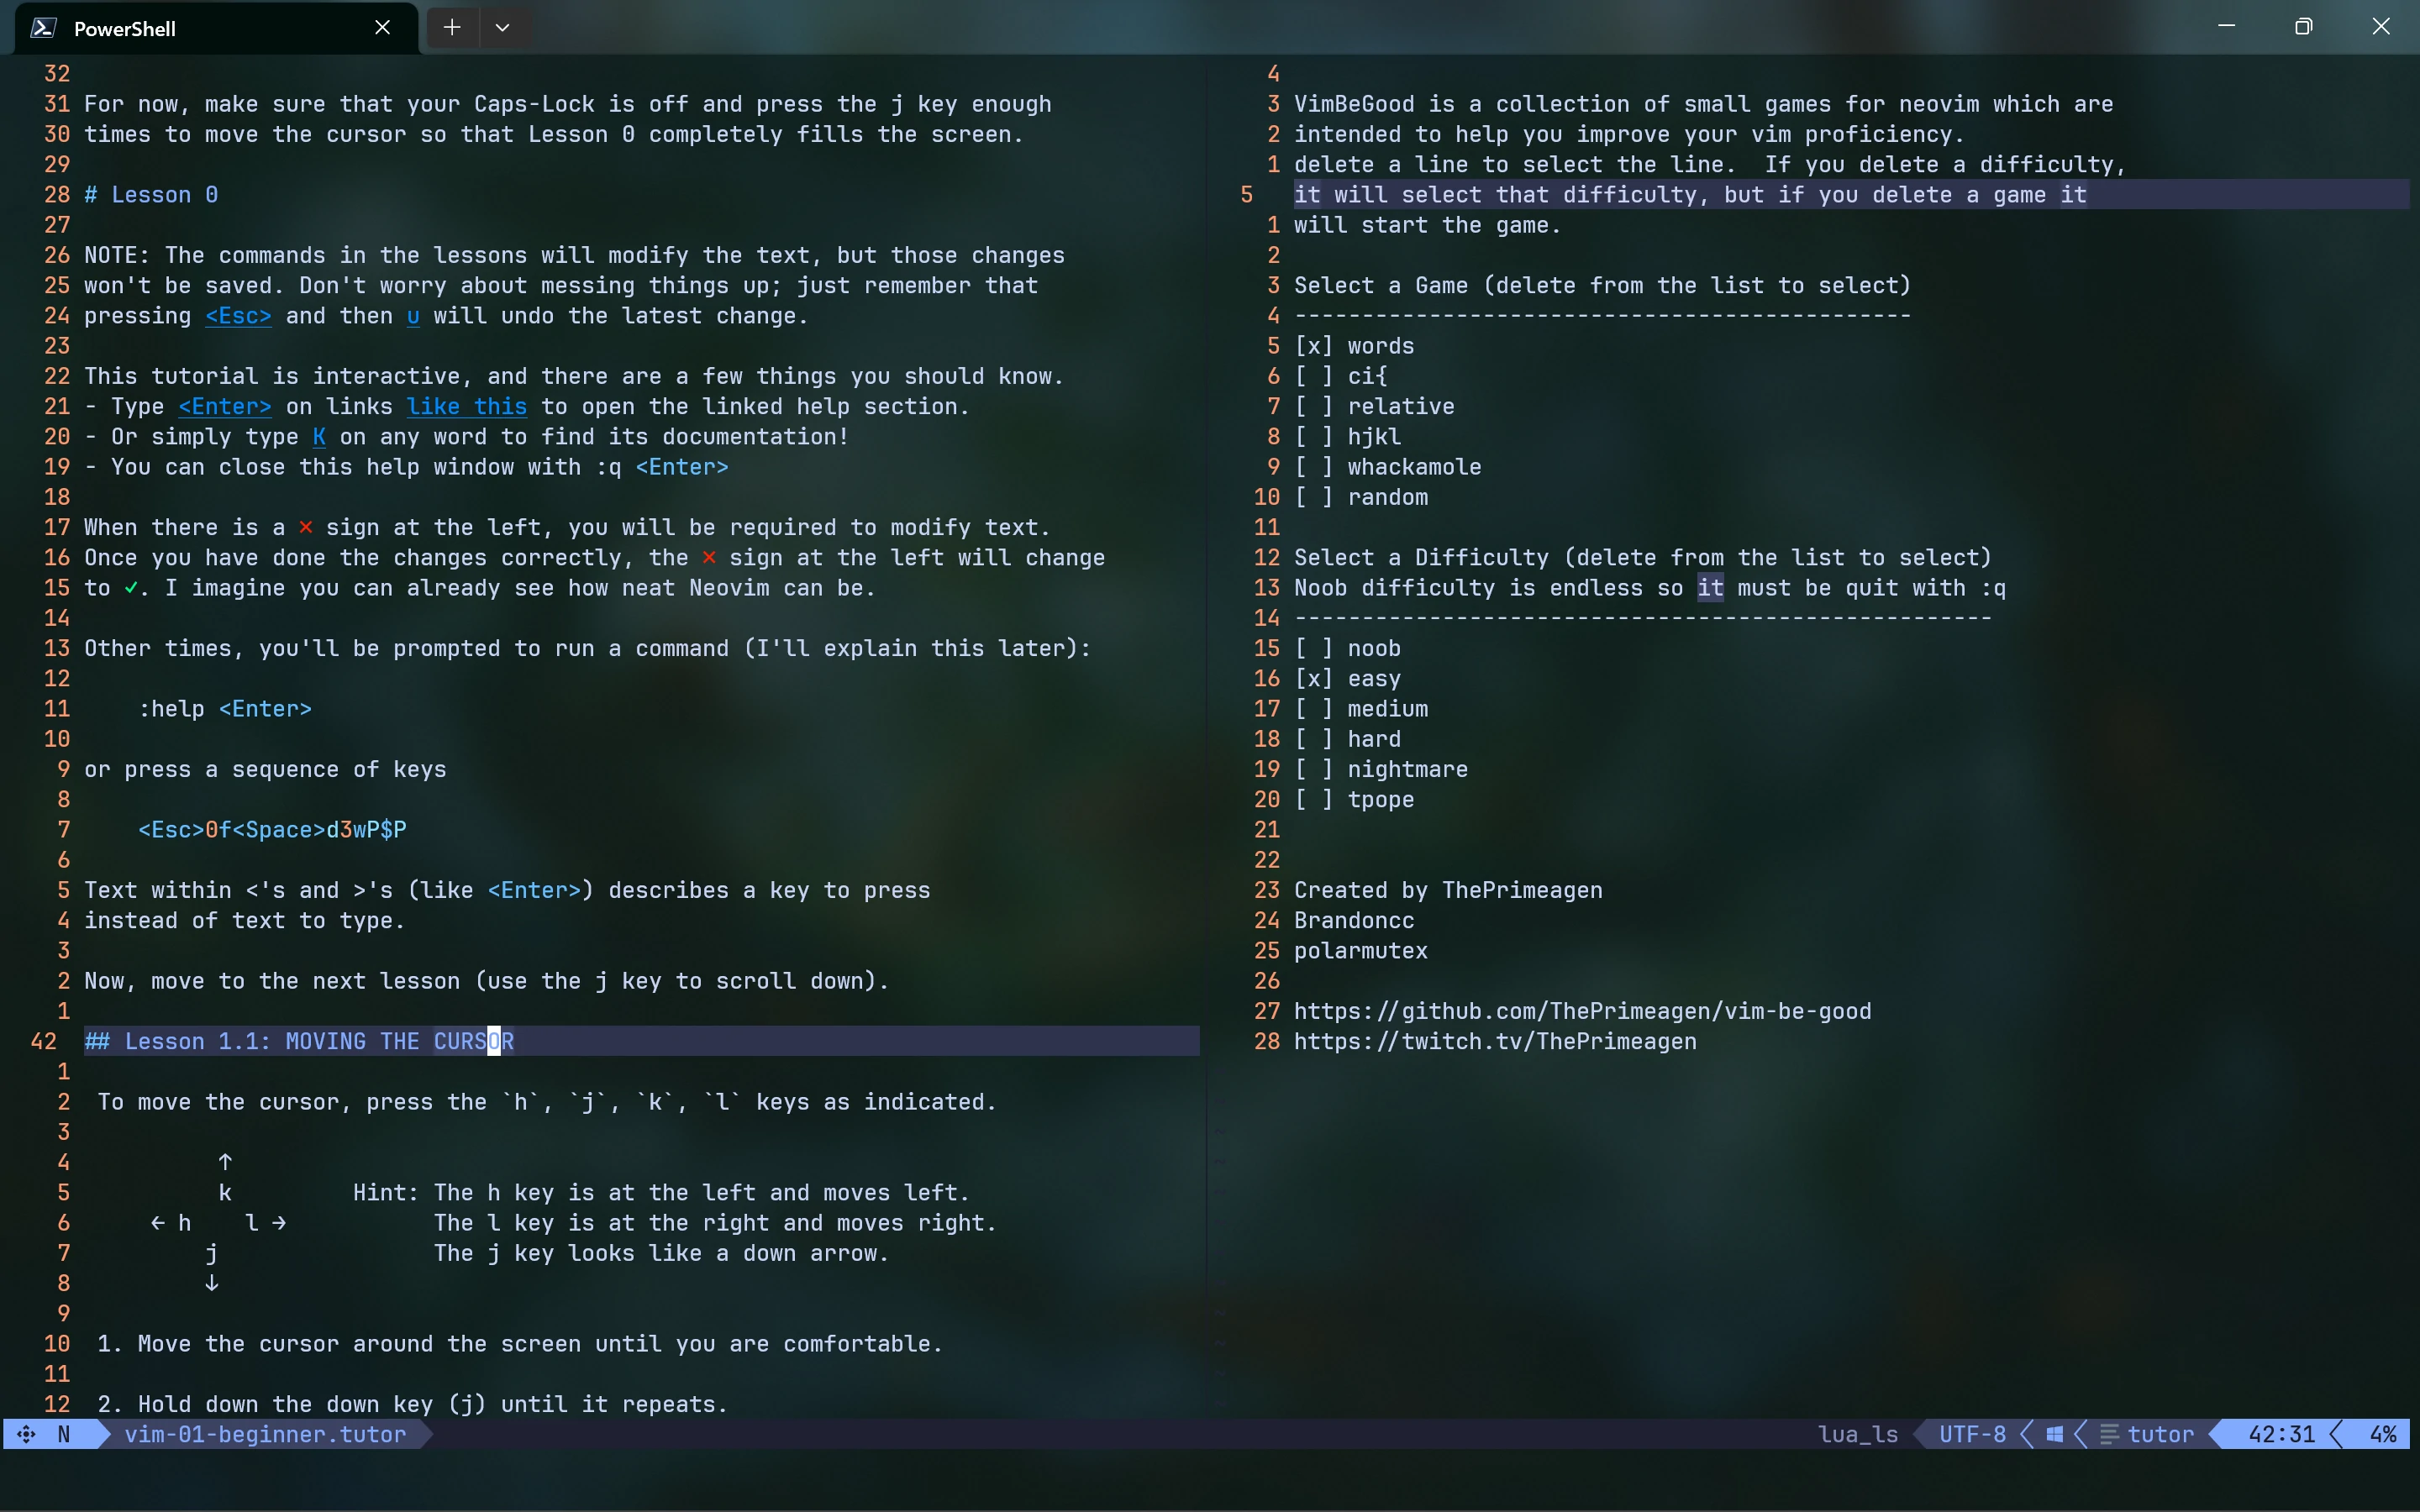 PowerShell
32
31 For now, make sure that your Caps-Lock is off and press the j key enough
30 times to move the cursor so that Lesson 0 completely fills the screen.
29
28 # Lesson 0
27
26 NOTE: The commands in the lessons will modify the text, but those changes
25 won't be saved. Don't worry about messing things up; just remember that
24 pressing <Esc> and then u will undo the latest change.
23
22 This tutorial is interactive, and there are a few things you should know.
21 - Type <Enter> on links like this to open the linked help section.
20 - Or simply type K on any word to find its documentation!
19 - You can close this help window with :q <Enter>
18
17 When there is a ✗ sign at the left, you will be required to modify text.
16 Once you have done the changes correctly, the ✗ sign at the left will change
15 to ✓. I imagine you can already see how neat Neovim can be.
14
13 Other times, you'll be prompted to run a command (I'll explain this later):
12
11 :help <Enter>
10
9 or press a sequence of keys
8
7 <Esc>0f<Space>d3wP$P
6
5 Text within <'s and >'s (like <Enter>) describes a key to press
4 instead of text to type.
3
2 Now, move to the next lesson (use the j key to scroll down).
1
42 ## Lesson 1.1: MOVING THE CURSOR
1
2 To move the cursor, press the `h`, `j`, `k`, `l` keys as indicated.
3
4 ↑
5 k Hint: The h key is at the left and moves left.
6 ← h l → The l key is at the right and moves right.
7 j The j key looks like a down arrow.
8 ↓
9
10 1. Move the cursor around the screen until you are comfortable.
11
12 2. Hold down the down key (j) until it repeats.
4
3 VimBeGood is a collection of small games for neovim which are
2 intended to help you improve your vim proficiency.
1 delete a line to select the line.  If you delete a difficulty,
5 it will select that difficulty, but if you delete a game it
1 will start the game.
2
3 Select a Game (delete from the list to select)
4 ----------------------------------------------
5 [x] words
6 [ ] ci{
7 [ ] relative
8 [ ] hjkl
9 [ ] whackamole
10 [ ] random
11
12 Select a Difficulty (delete from the list to select)
13 Noob difficulty is endless so it must be quit with :q
14 ----------------------------------------------------
15 [ ] noob
16 [x] easy
17 [ ] medium
18 [ ] hard
19 [ ] nightmare
20 [ ] tpope
21
22
23 Created by ThePrimeagen
24 Brandoncc
25 polarmutex
26
27 https://github.com/ThePrimeagen/vim-be-good
28 https://twitch.tv/ThePrimeagen
N vim-01-beginner.tutor lua_ls UTF-8 tutor 42:31 4%